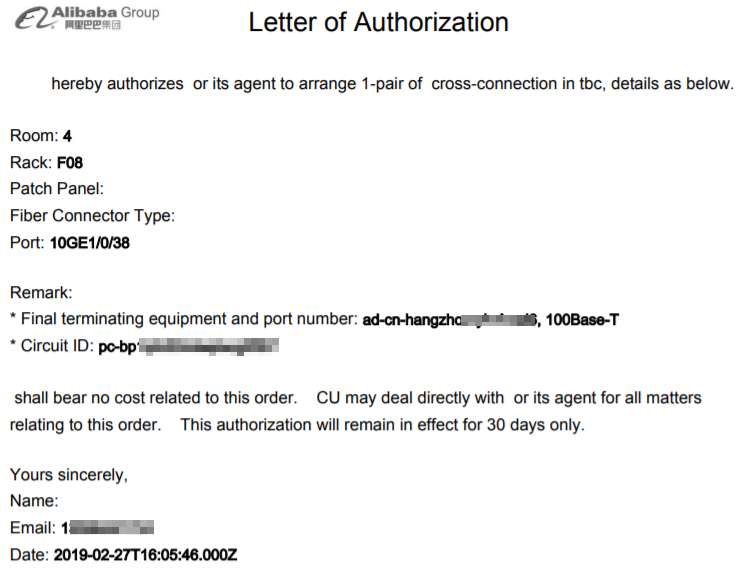 Alibaba Group
阿里巴巴集团
Letter of Authorization
hereby authorizes or its agent to arrange 1-pair of cross-connection in tbc, details as below.
Room: 4
Rack: F08
Patch Panel:
Fiber Connector Type:
Port: 10GE1/0/38
Remark:
* Final terminating equipment and port number: ad-cn-hangzho 6, 100Base-T
* Circuit ID: pc-bp
shall bear no cost related to this order. CU may deal directly with or its agent for all matters
relating to this order. This authorization will remain in effect for 30 days only.
Yours sincerely,
Name:
Email: 1
Date: 2019-02-27T16:05:46.000Z